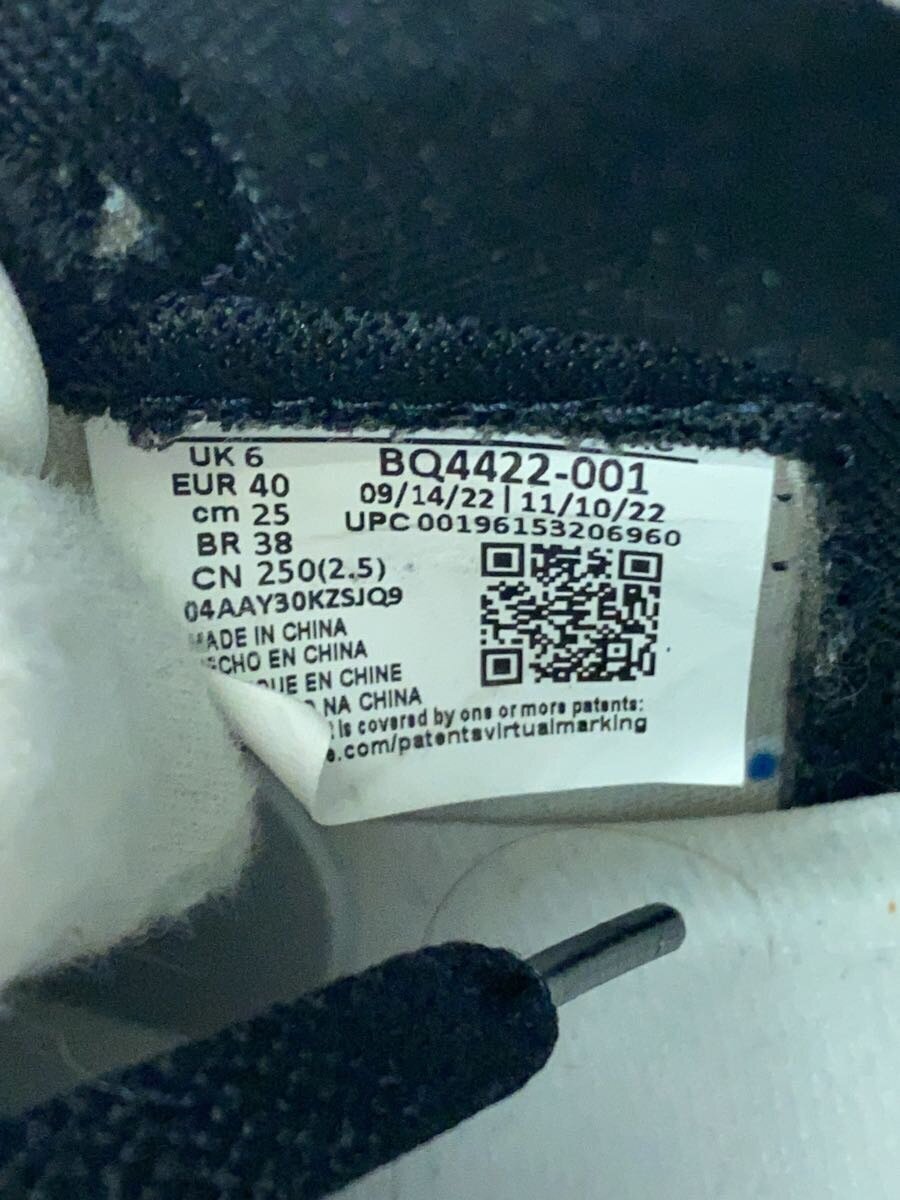 UK 6
EUR 40
cm 25
BR 38
CN 250(2.5)
04AAY30KZSJQ9
MADE IN CHINA
ECHO EN CHINA
QUE EN CHINE
NA CHINA
BQ4422-001
09/14/22 | 11/10/22
UPC 00196153206960
is covered by one or more patents:
e.com/patentsvirtualmarking